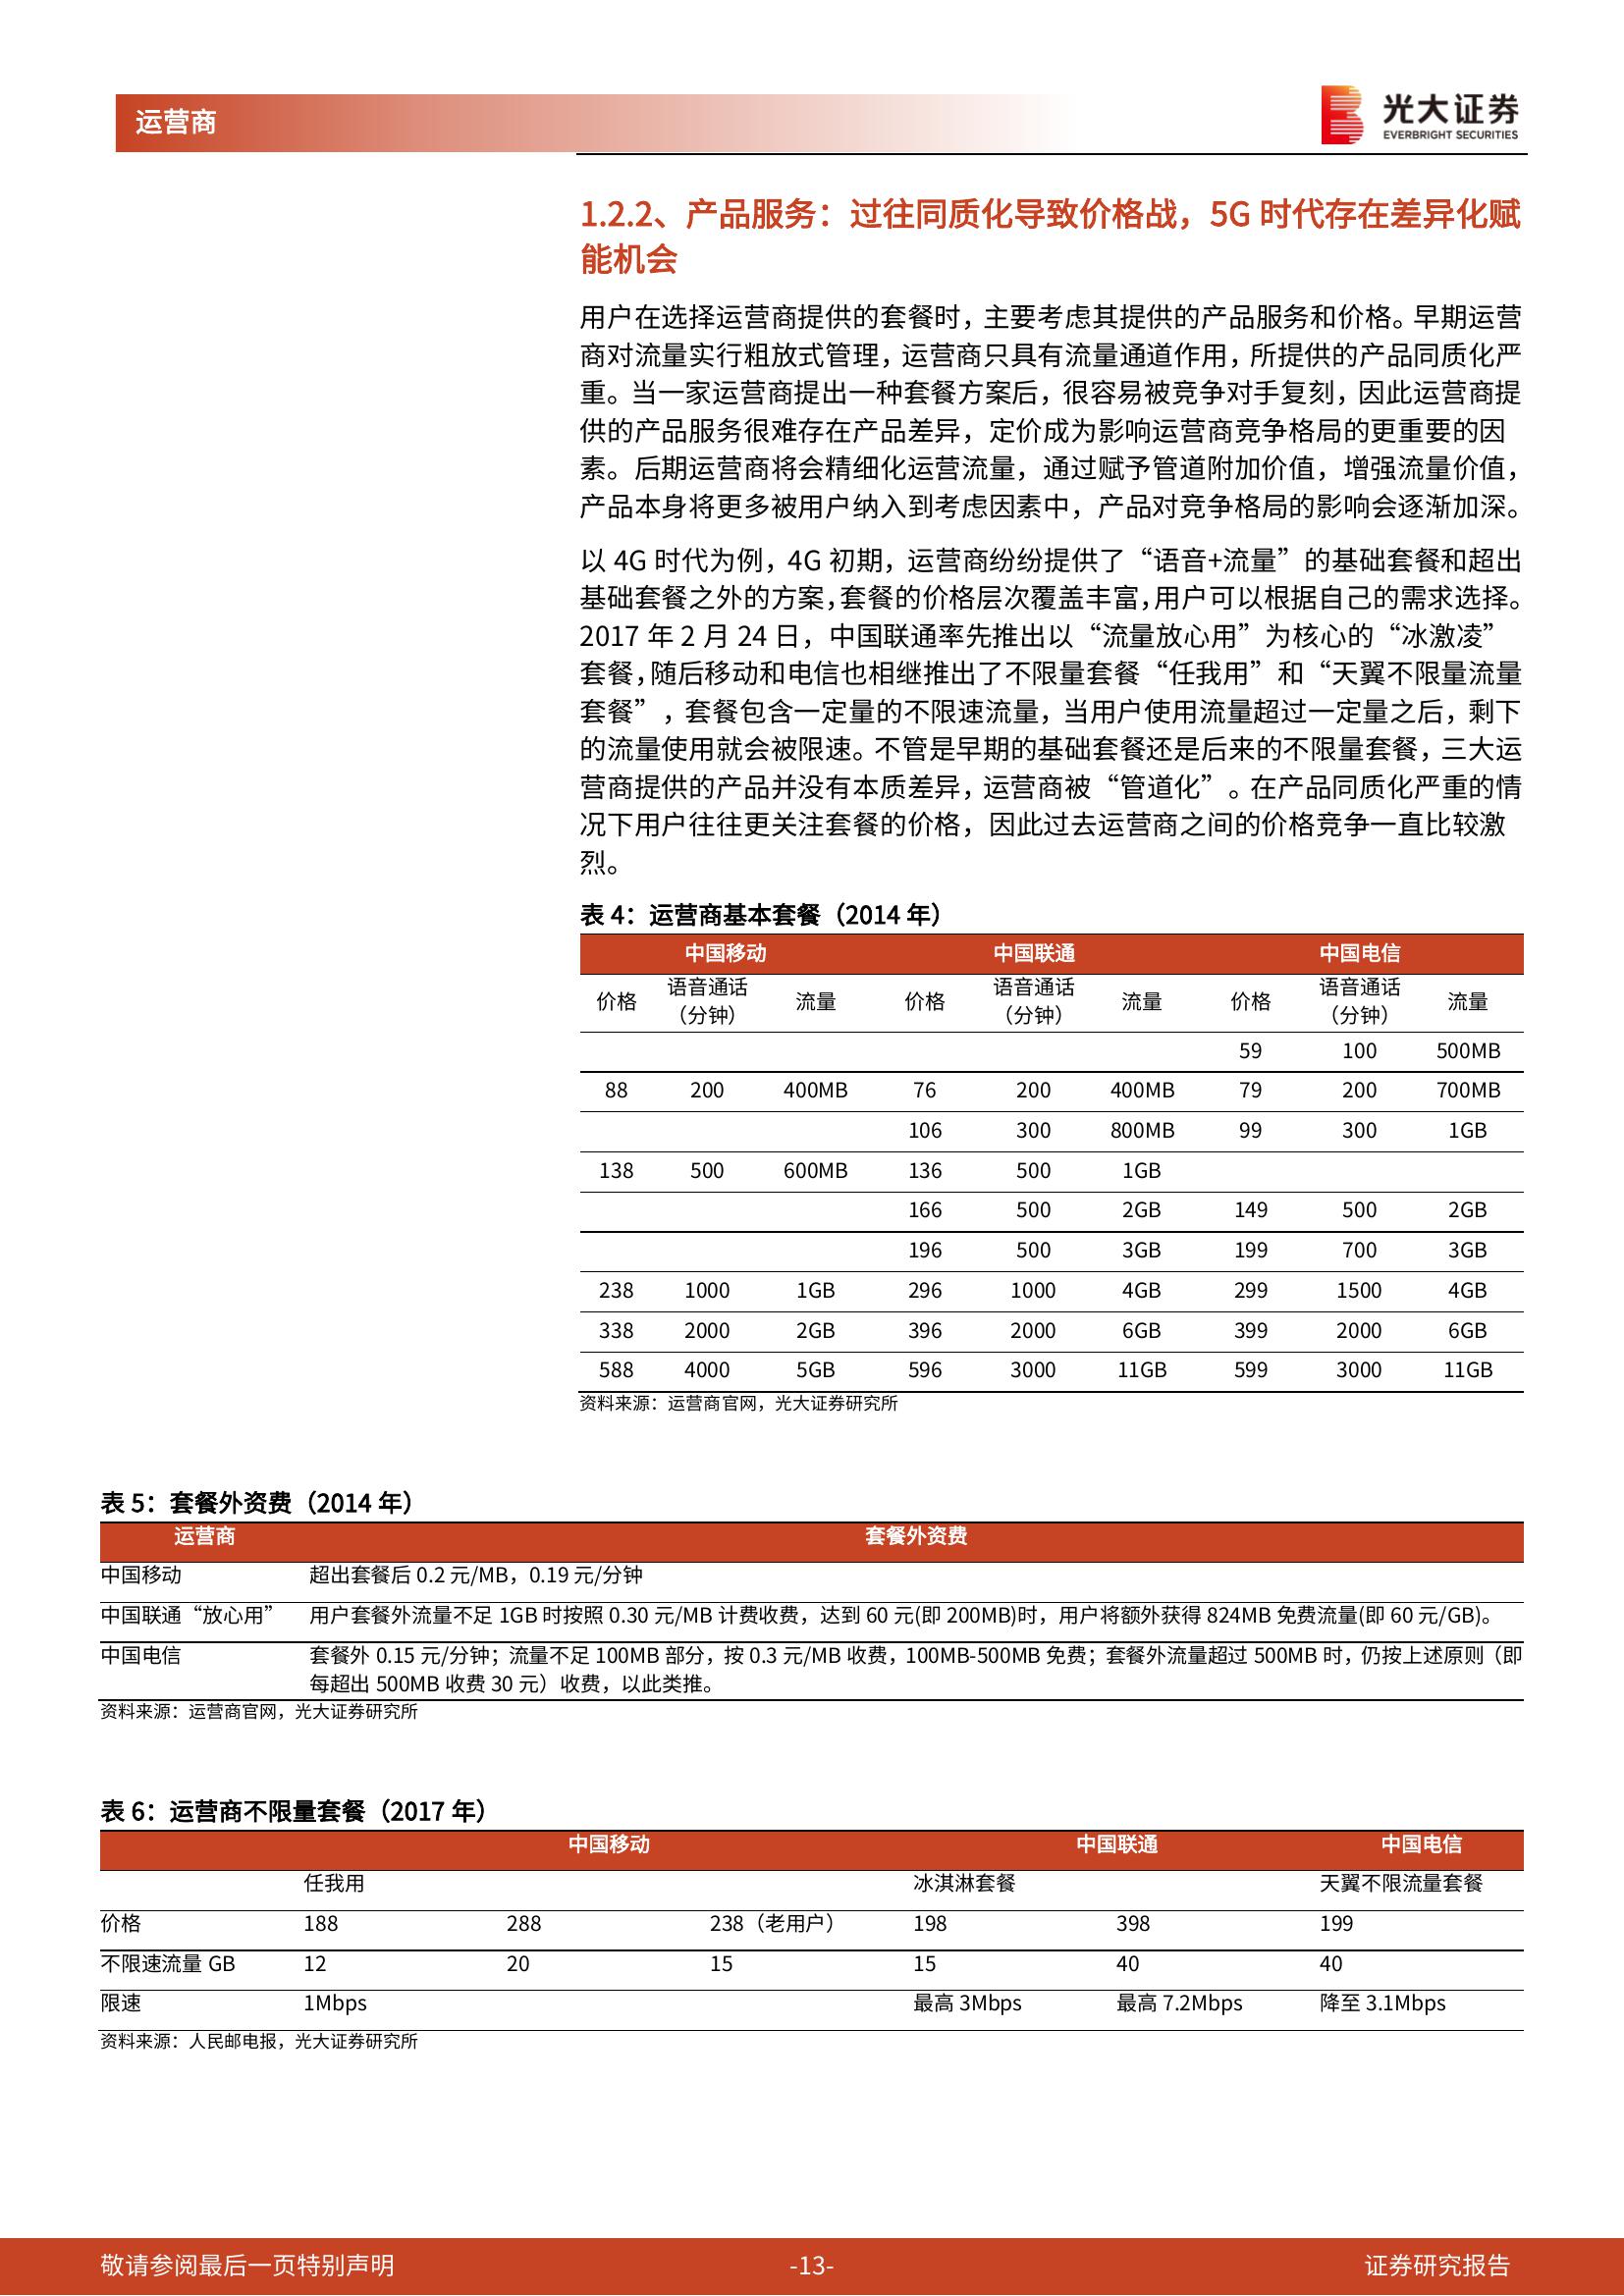 运营商
光大证券
EVERBRIGHT SECURITIES
1.2.2、产品服务：过往同质化导致价格战，5G 时代存在差异化赋
能机会
用户在选择运营商提供的套餐时，主要考虑其提供的产品服务和价格。早期运营
商对流量实行粗放式管理，运营商只具有流量通道作用，所提供的产品同质化严
重。当一家运营商提出一种套餐方案后，很容易被竞争对手复刻，因此运营商提
供的产品服务很难存在产品差异，定价成为影响运营商竞争格局的更重要的因
素。后期运营商将会精细化运营流量，通过赋予管道附加价值，增强流量价值，
产品本身将更多被用户纳入到考虑因素中，产品对竞争格局的影响会逐渐加深。
以 4G 时代为例，4G 初期，运营商纷纷提供了“语音+流量”的基础套餐和超出
基础套餐之外的方案，套餐的价格层次覆盖丰富，用户可以根据自己的需求选择。
2017 年 2 月 24 日，中国联通率先推出以“流量放心用”为核心的“冰激凌”
套餐，随后移动和电信也相继推出了不限量套餐“任我用”和“天翼不限量流量
套餐”，套餐包含一定量的不限速流量，当用户使用流量超过一定量之后，剩下
的流量使用就会被限速。不管是早期的基础套餐还是后来的不限量套餐，三大运
营商提供的产品并没有本质差异，运营商被“管道化”。在产品同质化严重的情
况下用户往往更关注套餐的价格，因此过去运营商之间的价格竞争一直比较激
烈。
表 4：运营商基本套餐（2014 年）
中国移动 中国联通 中国电信
价格 语音通话（分钟） 流量 价格 语音通话（分钟） 流量 价格 语音通话（分钟） 流量
59 100 500MB
88 200 400MB 76 200 400MB 79 200 700MB
106 300 800MB 99 300 1GB
138 500 600MB 136 500 1GB
166 500 2GB 149 500 2GB
196 500 3GB 199 700 3GB
238 1000 1GB 296 1000 4GB 299 1500 4GB
338 2000 2GB 396 2000 6GB 399 2000 6GB
588 4000 5GB 596 3000 11GB 599 3000 11GB
资料来源：运营商官网，光大证券研究所
表 5：套餐外资费（2014 年）
运营商 套餐外资费
中国移动 超出套餐后 0.2 元/MB，0.19 元/分钟
中国联通“放心用” 用户套餐外流量不足 1GB 时按照 0.30 元/MB 计费收费，达到 60 元(即 200MB)时，用户将额外获得 824MB 免费流量(即 60 元/GB)。
中国电信 套餐外 0.15 元/分钟；流量不足 100MB 部分，按 0.3 元/MB 收费，100MB-500MB 免费；套餐外流量超过 500MB 时，仍按上述原则（即
每超出 500MB 收费 30 元）收费，以此类推。
资料来源：运营商官网，光大证券研究所
表 6：运营商不限量套餐（2017 年）
中国移动 中国联通 中国电信
任我用 冰淇淋套餐 天翼不限流量套餐
价格 188 288 238（老用户） 198 398 199
不限速流量 GB 12 20 15 15 40 40
限速 1Mbps 最高 3Mbps 最高 7.2Mbps 降至 3.1Mbps
资料来源：人民邮电报，光大证券研究所
敬请参阅最后一页特别声明 -13- 证券研究报告